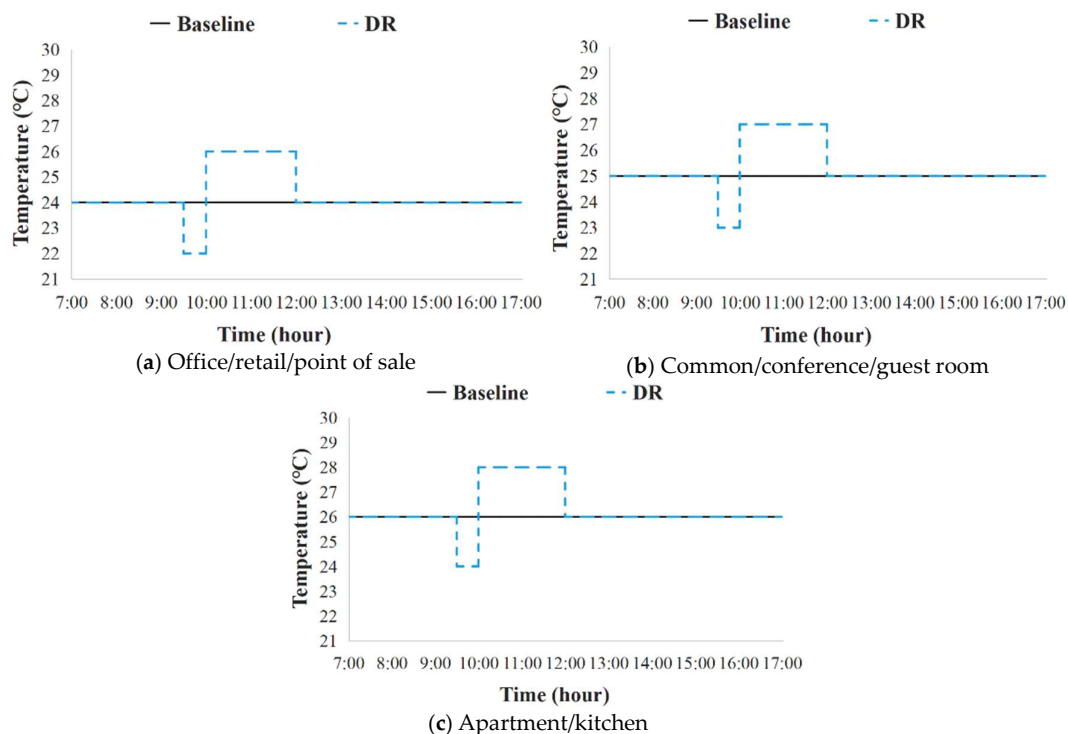 Baseline DR
30
29
28
27
26
25
24
23
22
21
Temperature (°C)
7:00 8:00 9:00 10:00 11:00 12:00 13:00 14:00 15:00 16:00 17:00
Time (hour)
(a) Office/retail/point of sale
Baseline DR
30
29
28
27
26
25
24
23
22
21
Temperature (°C)
7:00 8:00 9:00 10:00 11:00 12:00 13:00 14:00 15:00 16:00 17:00
Time (hour)
(b) Common/conference/guest room
Baseline DR
30
29
28
27
26
25
24
23
22
21
Temperature (°C)
7:00 8:00 9:00 10:00 11:00 12:00 13:00 14:00 15:00 16:00 17:00
Time (hour)
(c) Apartment/kitchen